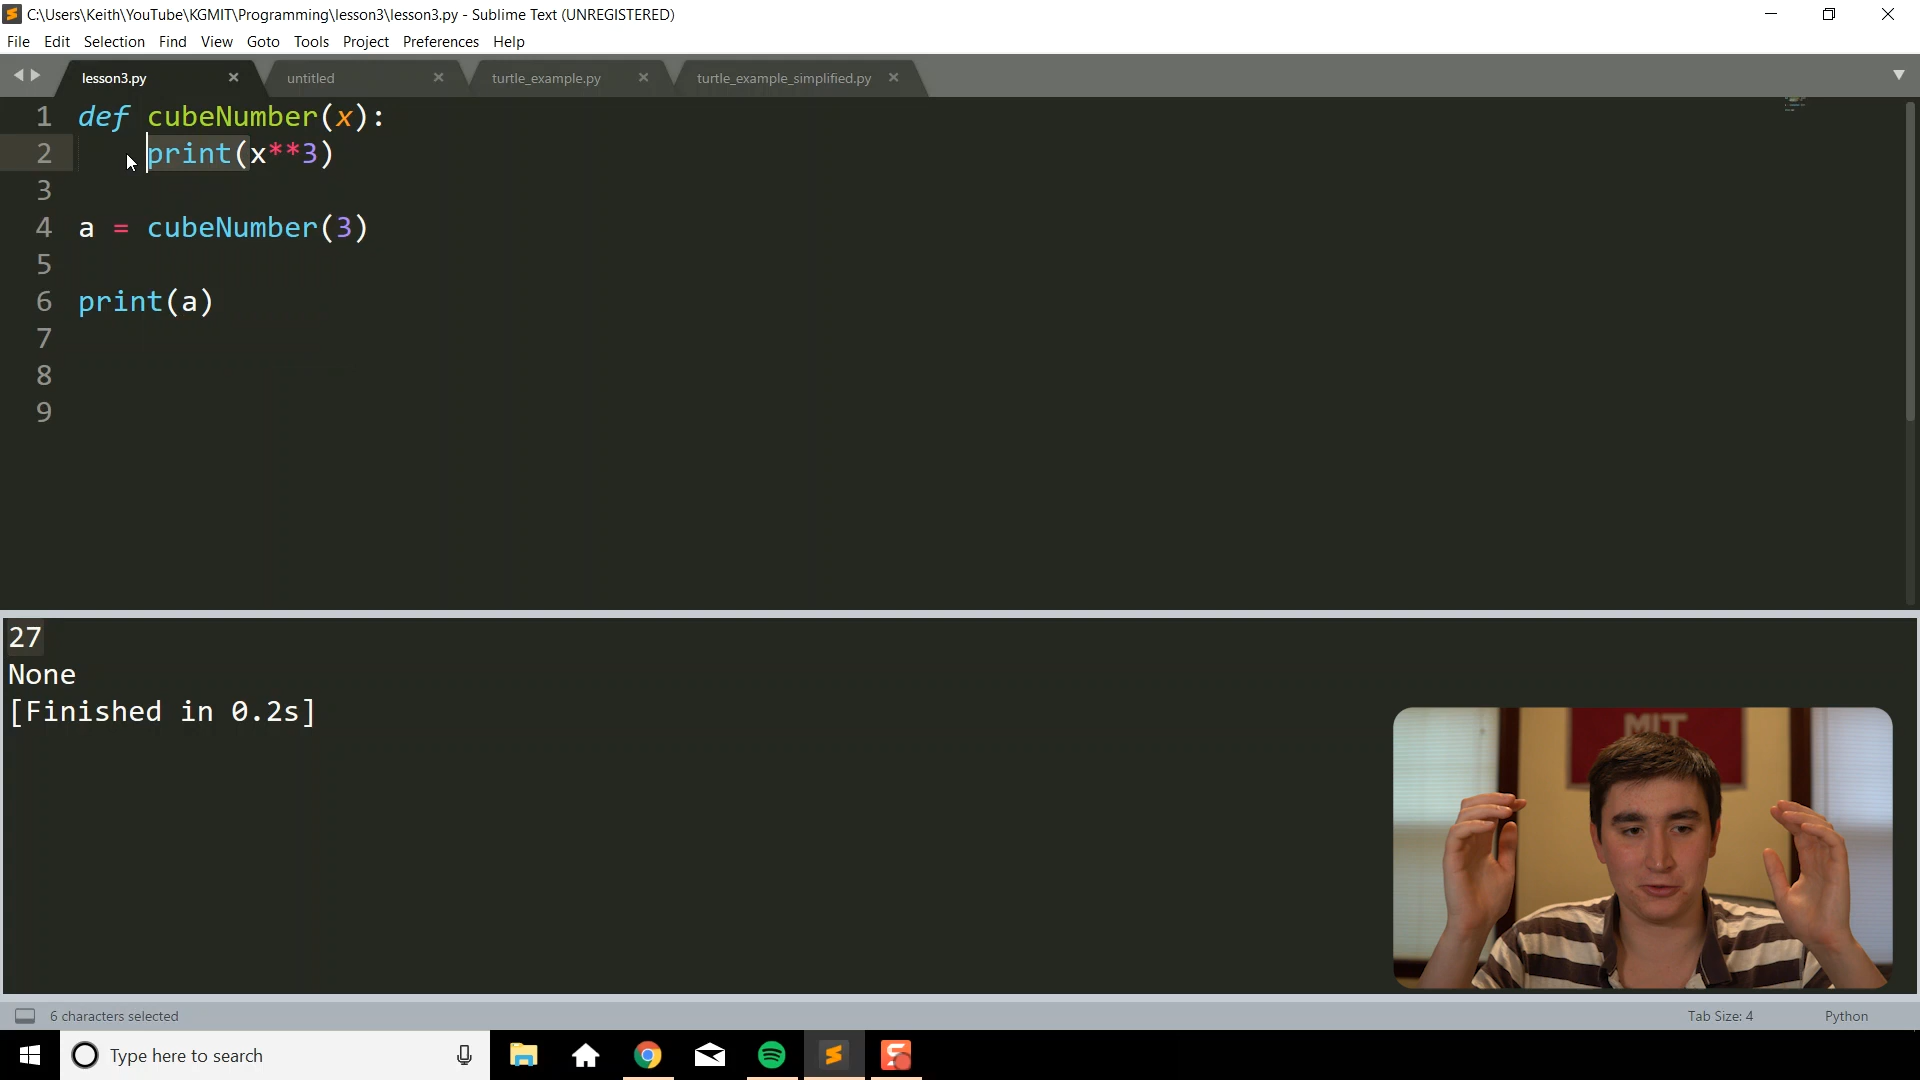 C:\Users\Keith\YouTube\KGMIT\Programming\lesson3\lesson3.py - Sublime Text (UNREGISTERED)
File Edit Selection Find View Goto Tools Project Preferences Help
lesson3.py untitled turtle_example.py turtle_example_simplified.py
1 def cubeNumber(x):
2 print(x**3)
3
4 a = cubeNumber(3)
5
6 print(a)
7
8
9
27
None
[Finished in 0.2s]
MIT
6 characters selected Tab Size: 4 Python
Type here to search